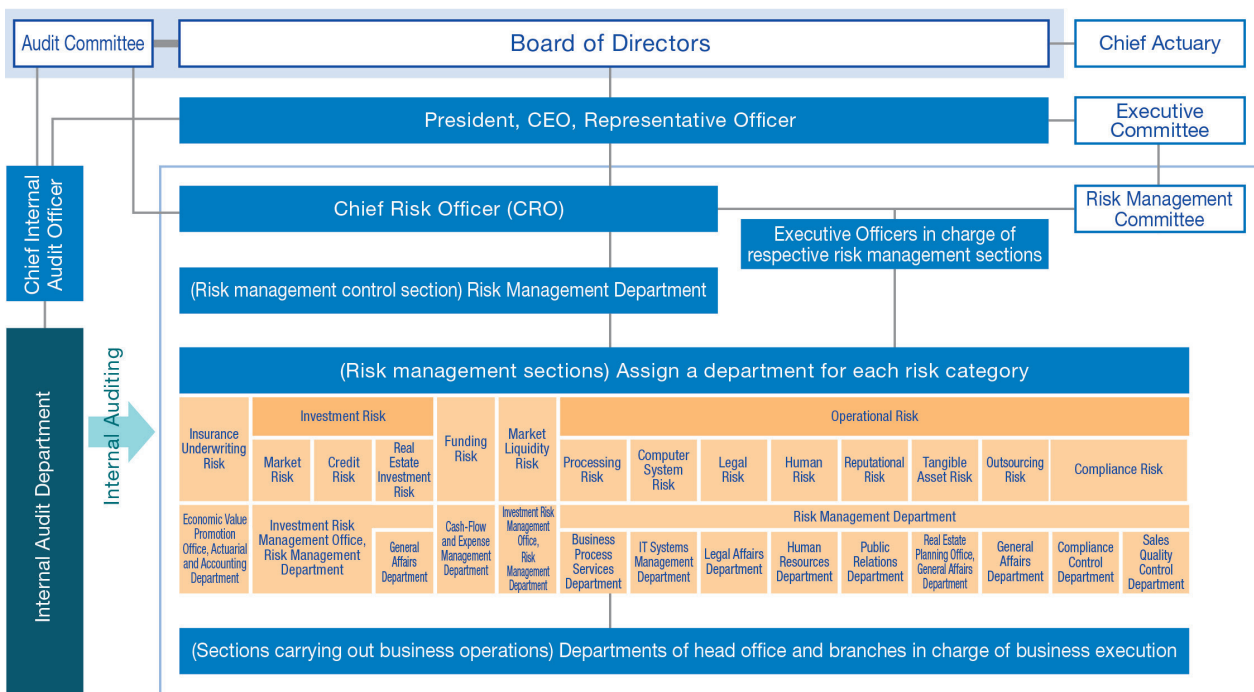 Audit Committee
Board of Directors
Chief Actuary
President, CEO, Representative Officer
Executive
Committee
Chief Internal
Audit Officer
Chief Risk Officer (CRO)
Risk Management
Committee
Executive Officers in charge of
respective risk management sections
(Risk management control section) Risk Management Department
Internal Audit Department
Internal Auditing
(Risk management sections) Assign a department for each risk category
Insurance
Underwriting
Risk
Investment Risk
Market
Risk
Credit
Risk
Real
Estate
Investment
Risk
Funding
Risk
Market
Liquidity
Risk
Operational Risk
Processing
Risk
Computer
System
Risk
Legal
Risk
Human
Risk
Reputational
Risk
Tangible
Asset Risk
Outsourcing
Risk
Compliance Risk
Economic Value
Promotion
Office, Actuarial
and Accounting
Department
Investment Risk
Management Office,
Risk Management
Department
General
Affairs
Department
Cash-Flow
and Expense
Management
Department
Investment Risk
Management
Office,
Risk
Management
Department
Risk Management Department
Business
Process
Services
Department
IT Systems
Management
Department
Legal Affairs
Department
Human
Resources
Department
Public
Relations
Department
Real Estate
Planning Office,
General Affairs
Department
General
Affairs
Department
Compliance
Control
Department
Sales
Quality
Control
Department
(Sections carrying out business operations) Departments of head office and branches in charge of business execution